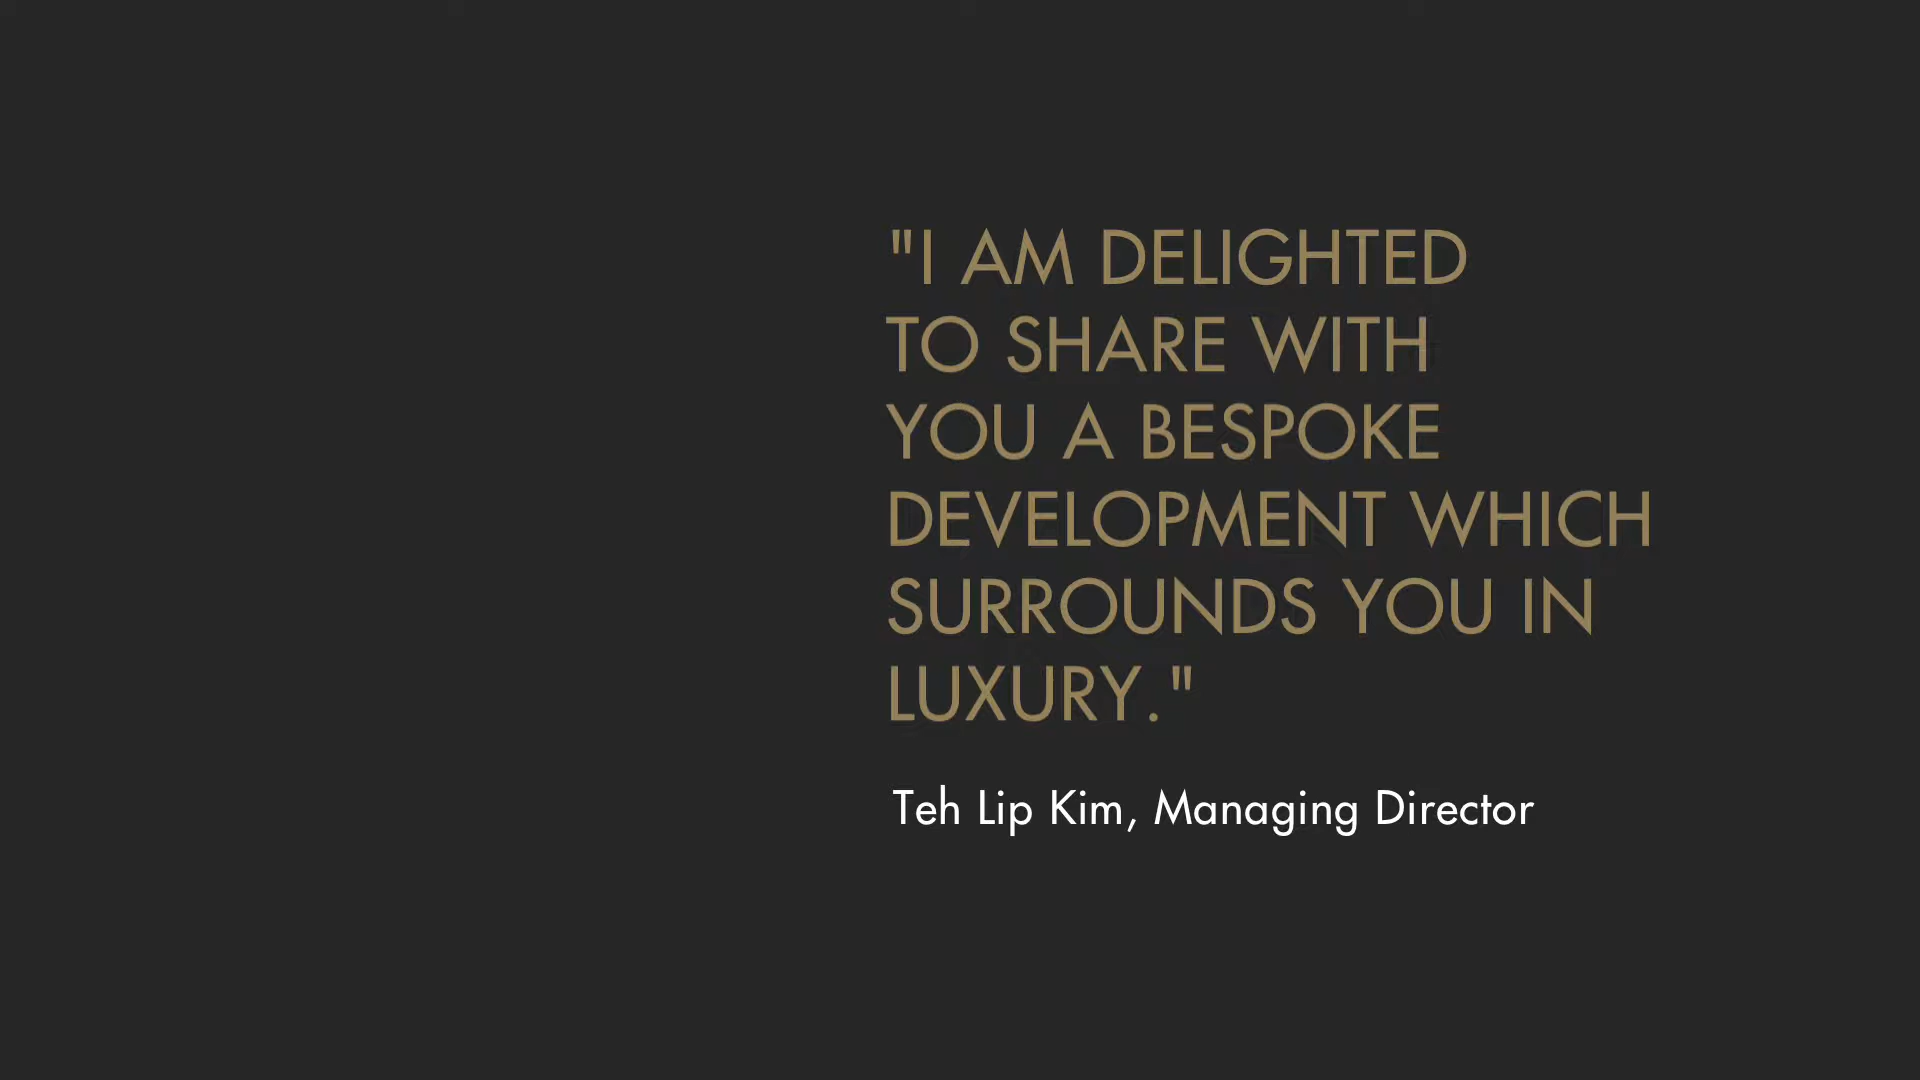 "I AM DELIGHTED
TO SHARE WITH
YOU A BESPOKE
DEVELOPMENT WHICH
SURROUNDS YOU IN
LUXURY."
Teh Lip Kim, Managing Director